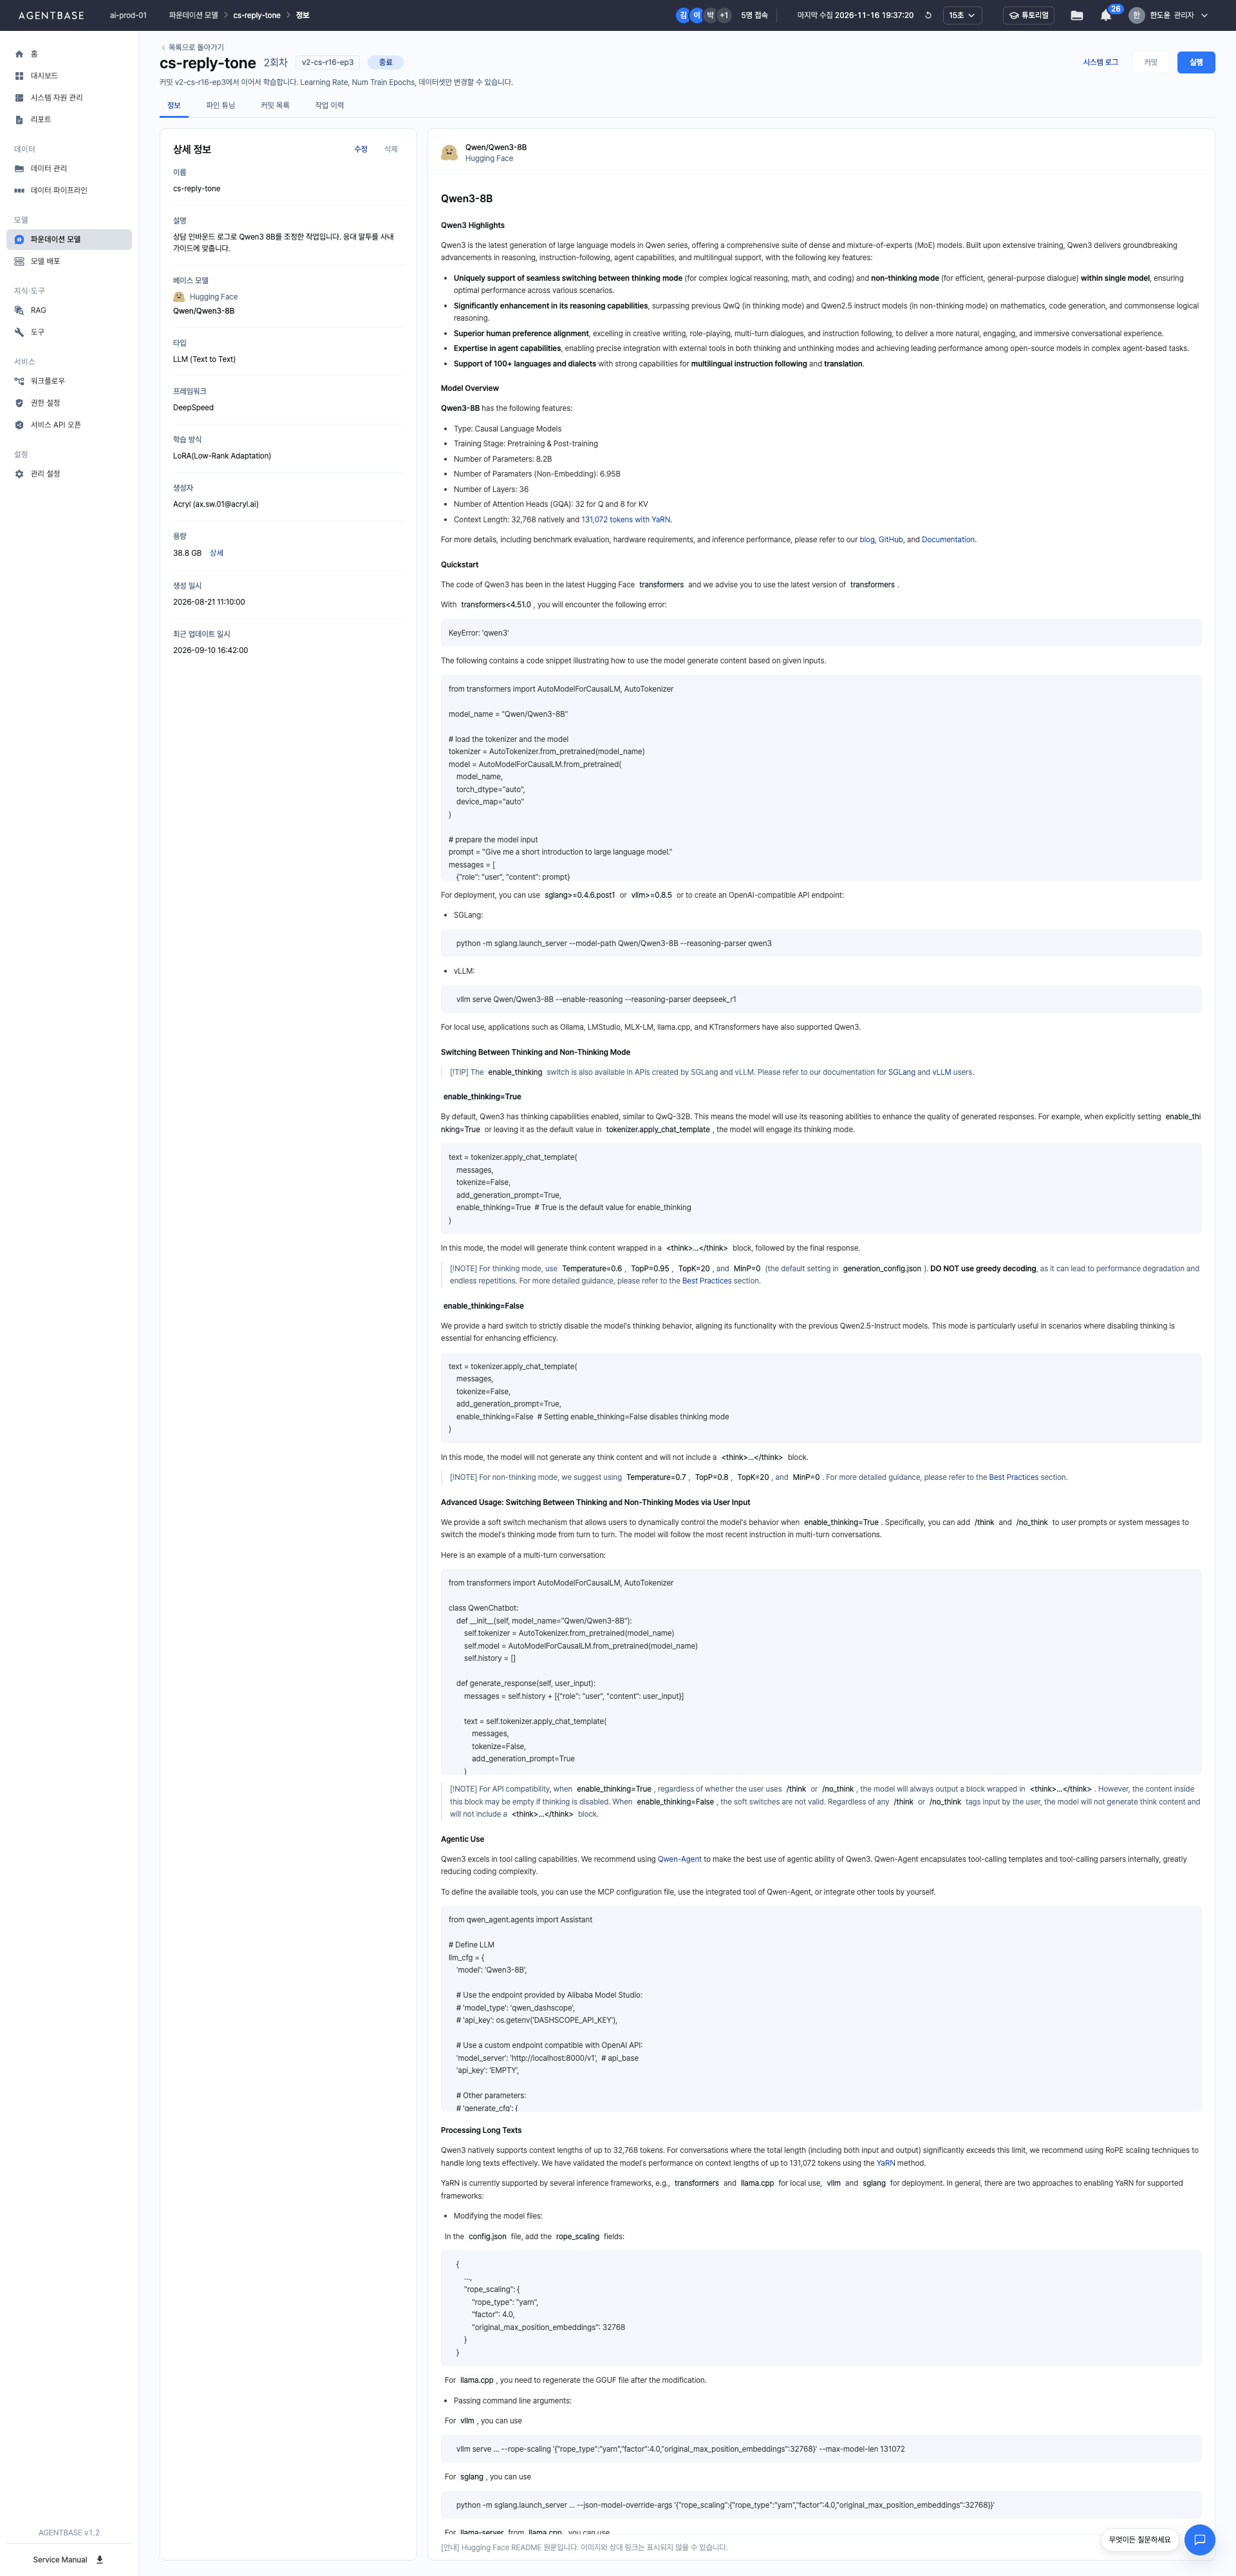 AGENTBASE
ai-prod-01
파운데이션 모델 > cs-reply-tone > 정보
김 이 박 +1 5명 접속
마지막 수집 2026-11-16 19:37:20
15초
튜토리얼
26
한 한도윤 관리자
홈
대시보드
시스템 자원 관리
리포트
데이터
데이터 관리
데이터 파이프라인
모델
파운데이션 모델
모델 배포
지식·도구
RAG
도구
서비스
워크플로우
권한 설정
서비스 API 오픈
설정
관리 설정
AGENTBASE v1.2
Service Manual
목록으로 돌아가기
cs-reply-tone 2회차 v2-cs-r16-ep3 종료
시스템 로그 커밋 실행
커밋 v2-cs-r16-ep3에서 이어서 학습합니다. Learning Rate, Num Train Epochs, 데이터셋만 변경할 수 있습니다.
정보 파인 튜닝 커밋 목록 작업 이력
상세 정보 수정 삭제
이름
cs-reply-tone
설명
상담 인바운드 로그로 Qwen3 8B를 조정한 작업입니다. 응대 말투를 사내
가이드에 맞춥니다.
베이스 모델
Hugging Face
Qwen/Qwen3-8B
타입
LLM (Text to Text)
프레임워크
DeepSpeed
학습 방식
LoRA(Low-Rank Adaptation)
생성자
Acryl (ax.sw.01@acryl.ai)
용량
38.8 GB 상세
생성 일시
2026-08-21 11:10:00
최근 업데이트 일시
2026-09-10 16:42:00
Qwen/Qwen3-8B
Hugging Face
Qwen3-8B
Qwen3 Highlights
Qwen3 is the latest generation of large language models in Qwen series, offering a comprehensive suite of dense and mixture-of-experts (MoE) models. Built upon extensive training, Qwen3 delivers groundbreaking
advancements in reasoning, instruction-following, agent capabilities, and multilingual support, with the following key features:
• Uniquely support of seamless switching between thinking mode (for complex logical reasoning, math, and coding) and non-thinking mode (for efficient, general-purpose dialogue) within single model, ensuring
optimal performance across various scenarios.
• Significantly enhancement in its reasoning capabilities, surpassing previous QwQ (in thinking mode) and Qwen2.5 instruct models (in non-thinking mode) on mathematics, code generation, and commonsense logical
reasoning.
• Superior human preference alignment, excelling in creative writing, role-playing, multi-turn dialogues, and instruction following, to deliver a more natural, engaging, and immersive conversational experience.
• Expertise in agent capabilities, enabling precise integration with external tools in both thinking and unthinking modes and achieving leading performance among open-source models in complex agent-based tasks.
• Support of 100+ languages and dialects with strong capabilities for multilingual instruction following and translation.
Model Overview
Qwen3-8B has the following features:
• Type: Causal Language Models
• Training Stage: Pretraining & Post-training
• Number of Parameters: 8.2B
• Number of Paramaters (Non-Embedding): 6.95B
• Number of Layers: 36
• Number of Attention Heads (GQA): 32 for Q and 8 for KV
• Context Length: 32,768 natively and 131,072 tokens with YaRN.
For more details, including benchmark evaluation, hardware requirements, and inference performance, please refer to our blog, GitHub, and Documentation.
Quickstart
The code of Qwen3 has been in the latest Hugging Face transformers and we advise you to use the latest version of transformers .
With transformers<4.51.0 , you will encounter the following error:
KeyError: 'qwen3'
The following contains a code snippet illustrating how to use the model generate content based on given inputs.
from transformers import AutoModelForCausalLM, AutoTokenizer
model_name = "Qwen/Qwen3-8B"
# load the tokenizer and the model
tokenizer = AutoTokenizer.from_pretrained(model_name)
model = AutoModelForCausalLM.from_pretrained(
model_name,
torch_dtype="auto",
device_map="auto"
)
# prepare the model input
prompt = "Give me a short introduction to large language model."
messages = [
{"role": "user", "content": prompt}
For deployment, you can use sglang>=0.4.6.post1 or vllm>=0.8.5 or to create an OpenAI-compatible API endpoint:
• SGLang:
python -m sglang.launch_server --model-path Qwen/Qwen3-8B --reasoning-parser qwen3
• vLLM:
vllm serve Qwen/Qwen3-8B --enable-reasoning --reasoning-parser deepseek_r1
For local use, applications such as Ollama, LMStudio, MLX-LM, llama.cpp, and KTransformers have also supported Qwen3.
Switching Between Thinking and Non-Thinking Mode
[!TIP] The enable_thinking switch is also available in APIs created by SGLang and vLLM. Please refer to our documentation for SGLang and vLLM users.
enable_thinking=True
By default, Qwen3 has thinking capabilities enabled, similar to QwQ-32B. This means the model will use its reasoning abilities to enhance the quality of generated responses. For example, when explicitly setting enable_thi
nking=True or leaving it as the default value in tokenizer.apply_chat_template , the model will engage its thinking mode.
text = tokenizer.apply_chat_template(
messages,
tokenize=False,
add_generation_prompt=True,
enable_thinking=True # True is the default value for enable_thinking
)
In this mode, the model will generate think content wrapped in a <think>...</think> block, followed by the final response.
[!NOTE] For thinking mode, use Temperature=0.6 , TopP=0.95 , TopK=20 , and MinP=0 (the default setting in generation_config.json ). DO NOT use greedy decoding, as it can lead to performance degradation and
endless repetitions. For more detailed guidance, please refer to the Best Practices section.
enable_thinking=False
We provide a hard switch to strictly disable the model's thinking behavior, aligning its functionality with the previous Qwen2.5-Instruct models. This mode is particularly useful in scenarios where disabling thinking is
essential for enhancing efficiency.
text = tokenizer.apply_chat_template(
messages,
tokenize=False,
add_generation_prompt=True,
enable_thinking=False # Setting enable_thinking=False disables thinking mode
)
In this mode, the model will not generate any think content and will not include a <think>...</think> block.
[!NOTE] For non-thinking mode, we suggest using Temperature=0.7 , TopP=0.8 , TopK=20 , and MinP=0 . For more detailed guidance, please refer to the Best Practices section.
Advanced Usage: Switching Between Thinking and Non-Thinking Modes via User Input
We provide a soft switch mechanism that allows users to dynamically control the model's behavior when enable_thinking=True . Specifically, you can add /think and /no_think to user prompts or system messages to
switch the model's thinking mode from turn to turn. The model will follow the most recent instruction in multi-turn conversations.
Here is an example of a multi-turn conversation:
from transformers import AutoModelForCausalLM, AutoTokenizer
class QwenChatbot:
def __init__(self, model_name="Qwen/Qwen3-8B"):
self.tokenizer = AutoTokenizer.from_pretrained(model_name)
self.model = AutoModelForCausalLM.from_pretrained(model_name)
self.history = []
def generate_response(self, user_input):
messages = self.history + [{"role": "user", "content": user_input}]
text = self.tokenizer.apply_chat_template(
messages,
tokenize=False,
add_generation_prompt=True
)
[!NOTE] For API compatibility, when enable_thinking=True , regardless of whether the user uses /think or /no_think , the model will always output a block wrapped in <think>...</think> . However, the content inside
this block may be empty if thinking is disabled. When enable_thinking=False , the soft switches are not valid. Regardless of any /think or /no_think tags input by the user, the model will not generate think content and
will not include a <think>...</think> block.
Agentic Use
Qwen3 excels in tool calling capabilities. We recommend using Qwen-Agent to make the best use of agentic ability of Qwen3. Qwen-Agent encapsulates tool-calling templates and tool-calling parsers internally, greatly
reducing coding complexity.
To define the available tools, you can use the MCP configuration file, use the integrated tool of Qwen-Agent, or integrate other tools by yourself.
from qwen_agent.agents import Assistant
# Define LLM
llm_cfg = {
'model': 'Qwen3-8B',
# Use the endpoint provided by Alibaba Model Studio:
# 'model_type': 'qwen_dashscope',
# 'api_key': os.getenv('DASHSCOPE_API_KEY'),
# Use a custom endpoint compatible with OpenAI API:
'model_server': 'http://localhost:8000/v1', # api_base
'api_key': 'EMPTY',
# Other parameters:
# 'generate_cfg': {
Processing Long Texts
Qwen3 natively supports context lengths of up to 32,768 tokens. For conversations where the total length (including both input and output) significantly exceeds this limit, we recommend using RoPE scaling techniques to
handle long texts effectively. We have validated the model's performance on context lengths of up to 131,072 tokens using the YaRN method.
YaRN is currently supported by several inference frameworks, e.g., transformers and llama.cpp for local use, vllm and sglang for deployment. In general, there are two approaches to enabling YaRN for supported
frameworks:
• Modifying the model files:
In the config.json file, add the rope_scaling fields:
{
...,
"rope_scaling": {
"rope_type": "yarn",
"factor": 4.0,
"original_max_position_embeddings": 32768
}
}
For llama.cpp , you need to regenerate the GGUF file after the modification.
• Passing command line arguments:
For vllm , you can use
vllm serve ... --rope-scaling '{"rope_type":"yarn","factor":4.0,"original_max_position_embeddings":32768}' --max-model-len 131072
For sglang , you can use
python -m sglang.launch_server ... --json-model-override-args '{"rope_scaling":{"rope_type":"yarn","factor":4.0,"original_max_position_embeddings":32768}}'
For llama-server from llama.cpp , you can use
[안내] Hugging Face README 원문입니다. 이미지와 상대 링크는 표시되지 않을 수 있습니다.
무엇이든 질문하세요